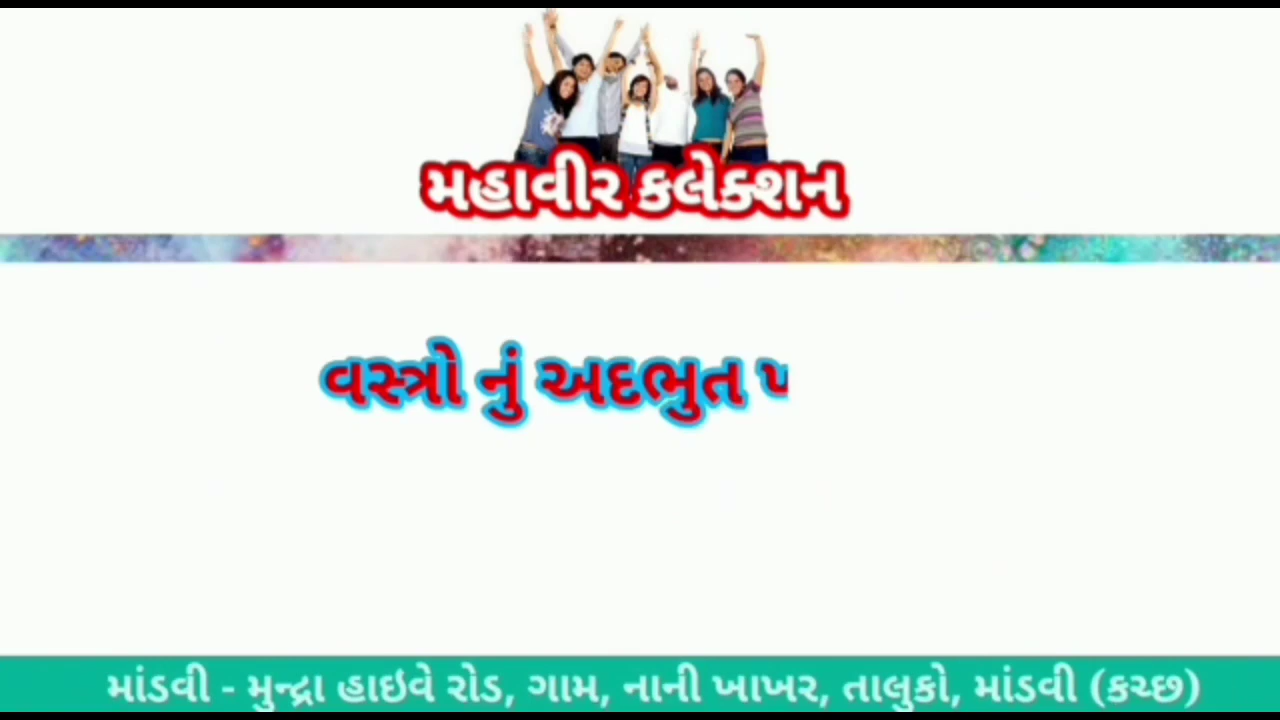 મહાવીર કલેક્શન
વસ્ત્રો નું અદભુત
માંડવી - મુન્દ્રા હાઇવે રોડ, ગામ, નાની ખાખર, તાલુકો, માંડવી (કચ્છ)